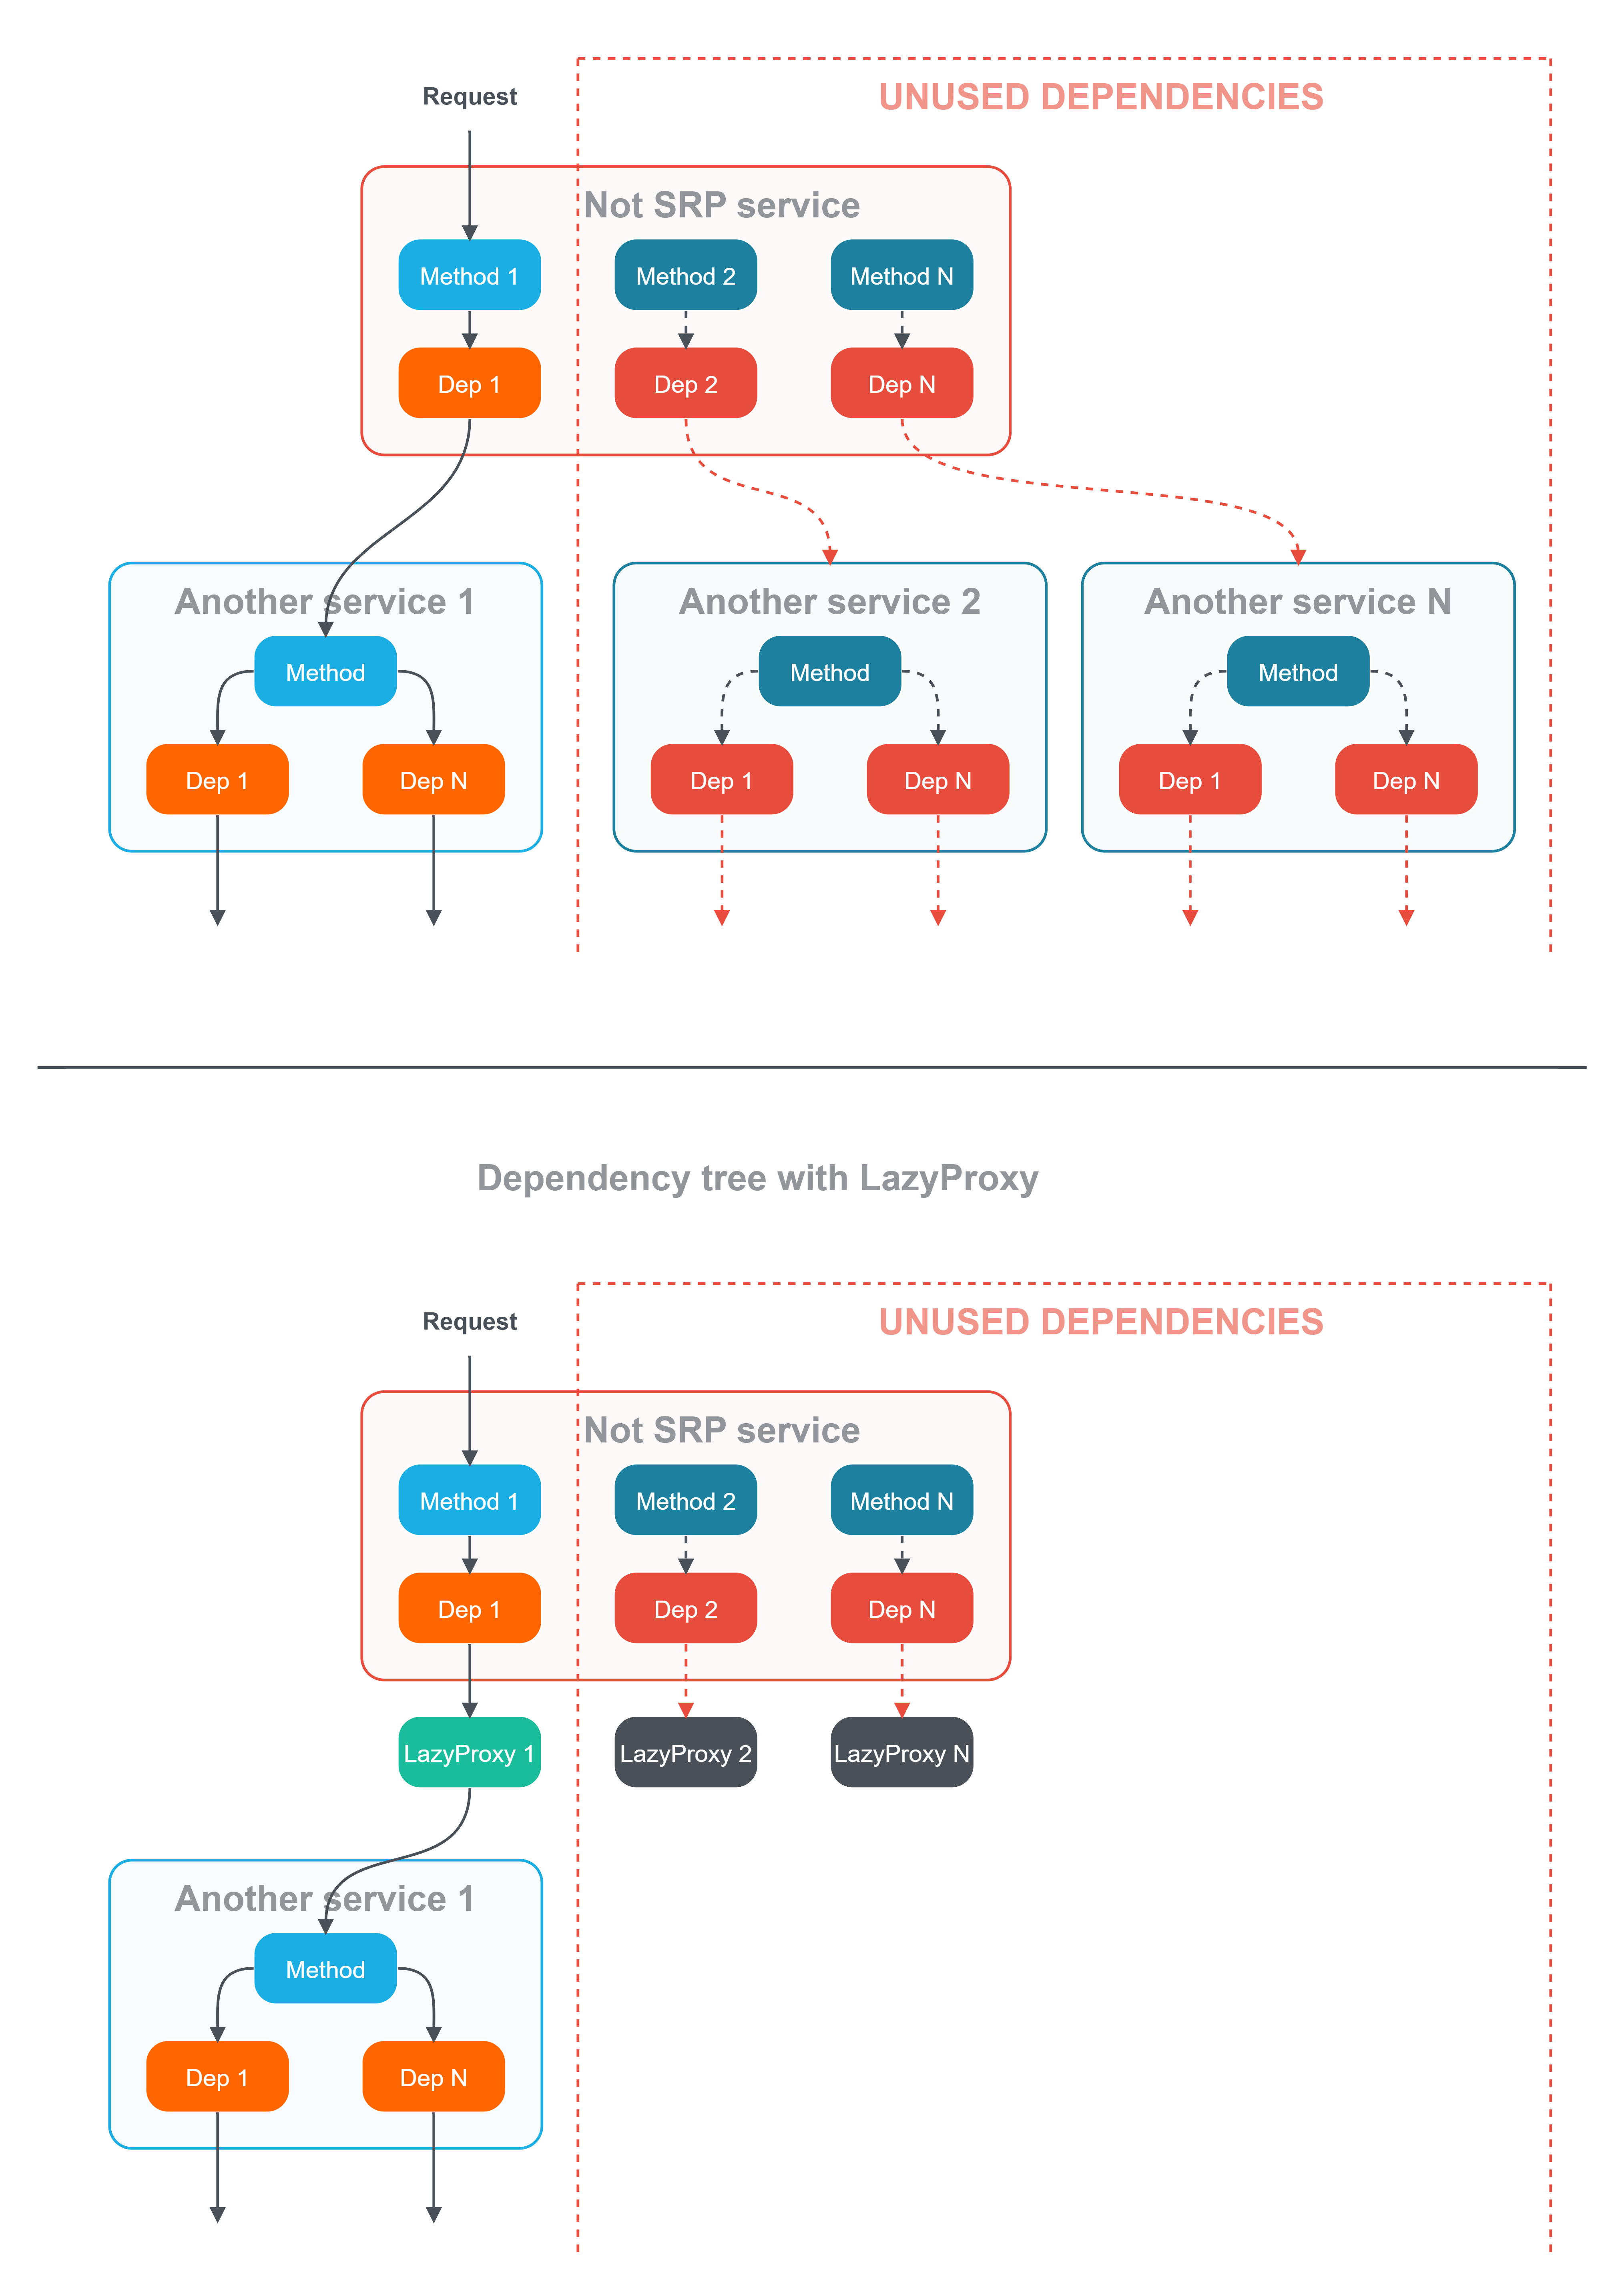 Request
UNUSED DEPENDENCIES
Not SRP service
Method 1
Method 2
Method N
Dep 1
Dep 2
Dep N
Another service 1
Another service 2
Another service N
Method
Method
Method
Dep 1
Dep N
Dep 1
Dep N
Dep 1
Dep N
Dependency tree with LazyProxy
Request
UNUSED DEPENDENCIES
Not SRP service
Method 1
Method 2
Method N
Dep 1
Dep 2
Dep N
LazyProxy 1
LazyProxy 2
LazyProxy N
Another service 1
Method
Dep 1
Dep N